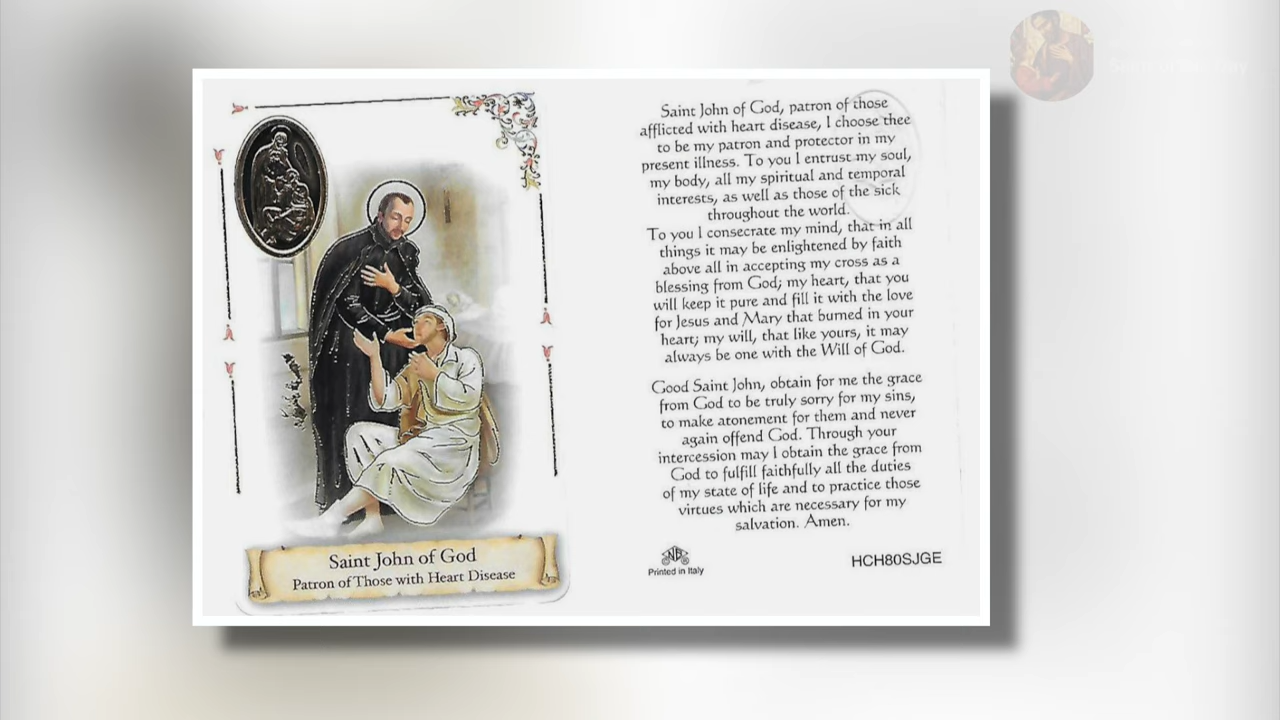 Saint John of God
Patron of Those with Heart Disease
Saint John of God, patron of those
afflicted with heart disease, I choose thee
to be my patron and protector in my
present illness. To you I entrust my soul,
my body, all my spiritual and temporal
interests, as well as those of the sick
throughout the world.
To you I consecrate my mind, that in all
things it may be enlightened by faith
above all in accepting my cross as a
blessing from God; my heart, that you
will keep it pure and fill it with the love
for Jesus and Mary that burned in your
heart; my will, that like yours, it may
always be one with the Will of God.
Good Saint John, obtain for me the grace
from God to be truly sorry for my sins,
to make atonement for them and never
again offend God. Through your
intercession may I obtain the grace from
God to fulfill faithfully all the duties
of my state of life and to practice those
virtues which are necessary for my
salvation. Amen.
Printed in Italy
HCH80SJGE